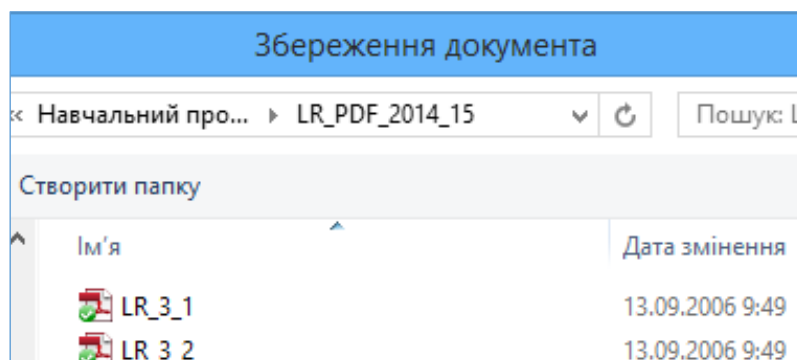 Збереження документа
« Навчальний про... LR_PDF_2014_15 Пошук: L
Створити папку
Ім'я Дата змінення
LR_3_1 13.09.2006 9:49
LR_3_2 13.09.2006 9:49